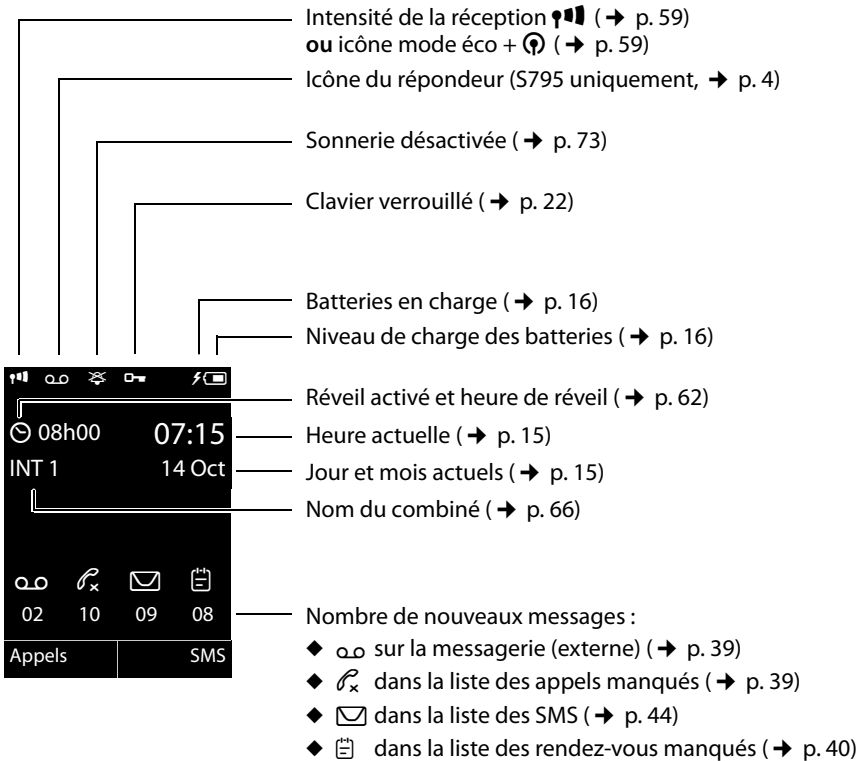 Intensité de la réception (➔ p. 59)
ou icône mode éco + (➔ p. 59)
Icône du répondeur (S795 uniquement, ➔ p. 4)
Sonnerie désactivée (➔ p. 73)
Clavier verrouillé (➔ p. 22)
Batteries en charge (➔ p. 16)
Niveau de charge des batteries (➔ p. 16)
Réveil activé et heure de réveil (➔ p. 62)
08h00 07:15
Heure actuelle (➔ p. 15)
INT 1 14 Oct
Jour et mois actuels (➔ p. 15)
Nom du combiné (➔ p. 66)
02 10 09 08
Nombre de nouveaux messages :
◆ sur la messagerie (externe) (➔ p. 39)
Appels SMS
◆ dans la liste des appels manqués (➔ p. 39)
◆ dans la liste des SMS (➔ p. 44)
◆ dans la liste des rendez-vous manqués (➔ p. 40)